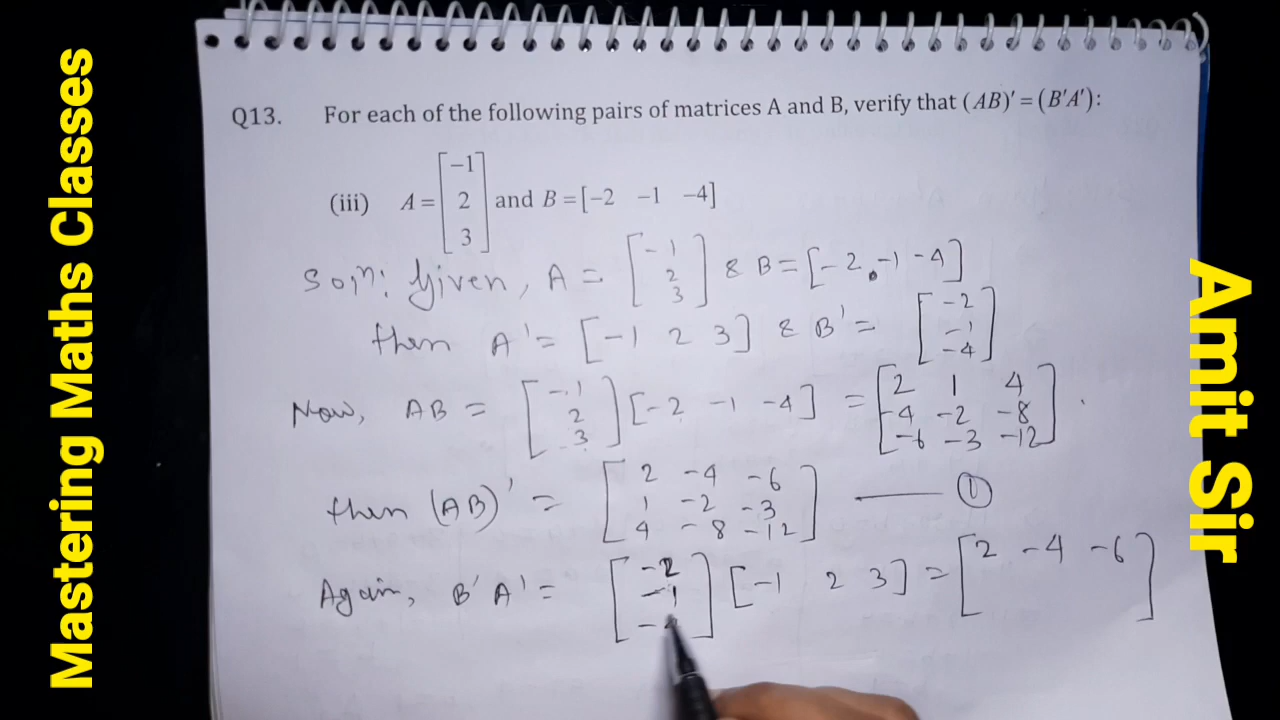 Mastering Maths Classes
Q13. For each of the following pairs of matrices A and B, verify that (AB)′ = (B′A′):
(iii) A = [−1 2 3] and B = [−2 −1 −4]
Soln: Given, A = [-1 2 3] & B = [-2, -1 -4]
then A' = [-1 2 3] & B' = [-2 -1 -4]
Now, AB = [-1 2 3] [-2 -1 -4] = [2 1 4
-4 -2 -8
-6 -3 -12].
then (AB)' = [2 -4 -6
1 -2 -3
4 -8 -12] —— ①
Again, B'A' = [-2 -1 -4] [-1 2 3] = [2 -4 -6]
Amit Sir